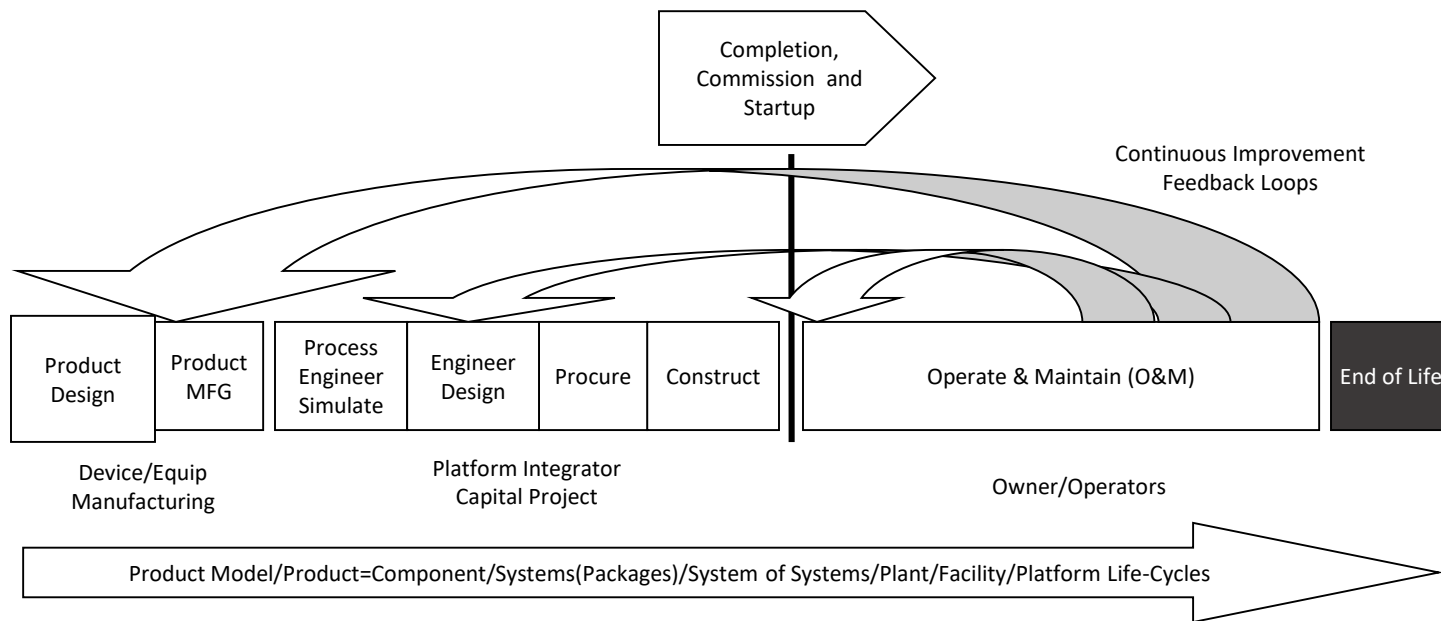 Completion,
Commission and
Startup
Continuous Improvement
Feedback Loops
Product
Design
Product
MFG
Process
Engineer
Simulate
Engineer
Design
Procure
Construct
Operate & Maintain (O&M)
End of Life
Device/Equip
Manufacturing
Platform Integrator
Capital Project
Owner/Operators
Product Model/Product=Component/Systems(Packages)/System of Systems/Plant/Facility/Platform Life-Cycles